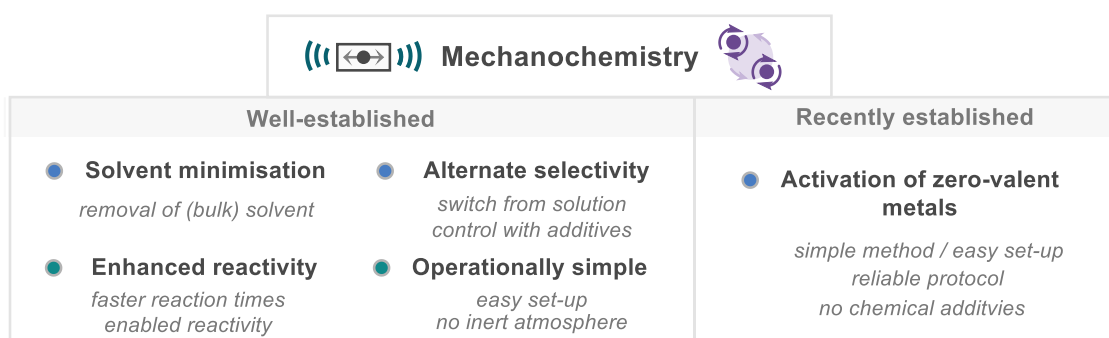 Mechanochemistry
Well-established
Recently established
Solvent minimisation
removal of (bulk) solvent
Alternate selectivity
switch from solution
control with additives
Enhanced reactivity
faster reaction times
enabled reactivity
Operationally simple
easy set-up
no inert atmosphere
Activation of zero-valent
metals
simple method / easy set-up
reliable protocol
no chemical additvies